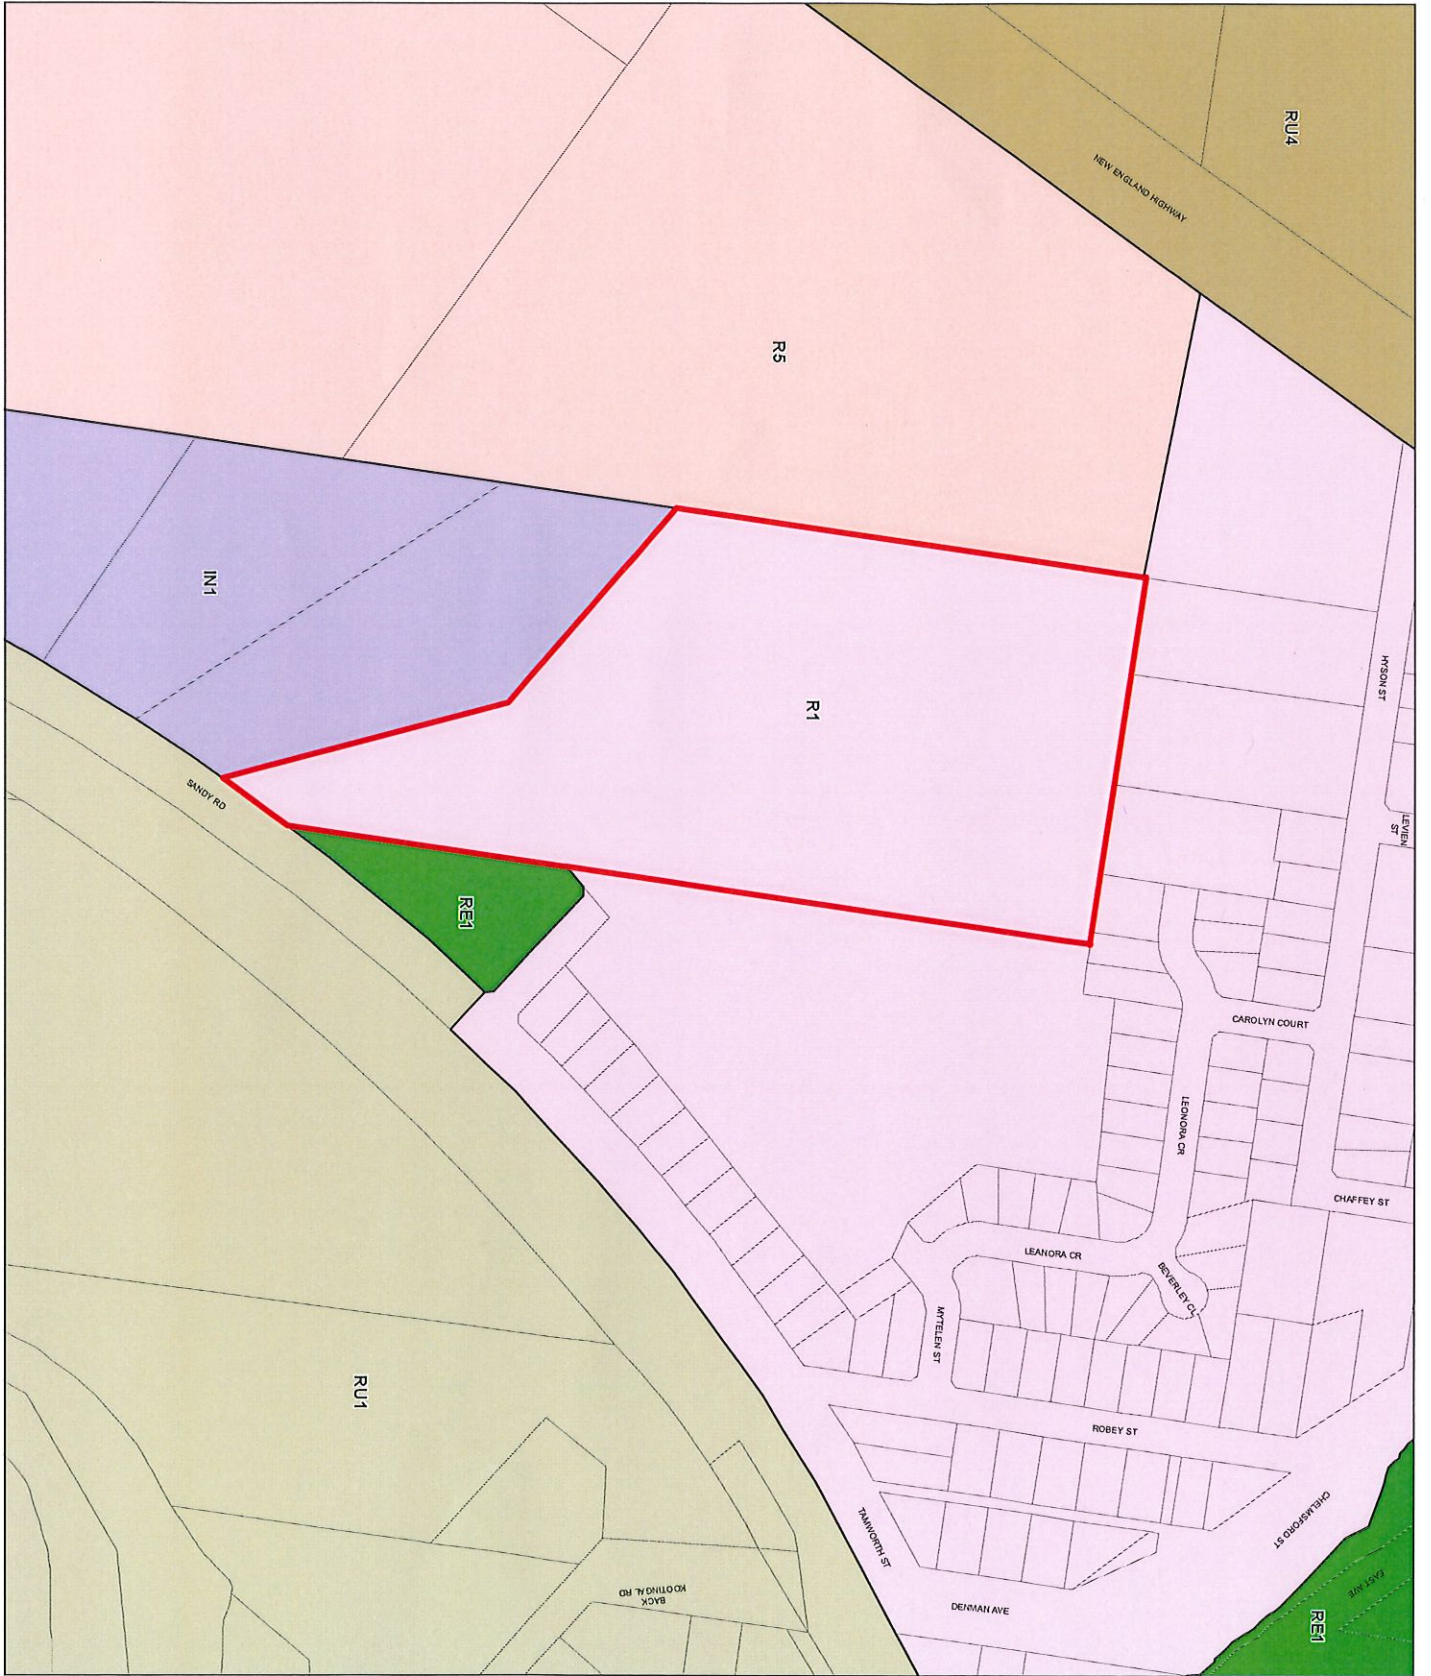 RU4
NEW ENGLAND HIGHWAY
R5
HYSON ST
IN1
R1
SANDY RD
LEVIEN
ST
RE1
CAROLYN COURT
LEONORA CR
CHAFFEY ST
LEANORA CR
BEVERLEY CL
MYTELEN ST
RU1
ROBEY ST
CHELMSFORD ST
TAMWORTH ST
EAST AVE
BACK
KOOTINGAL RD
DENMAN AVE
RE1